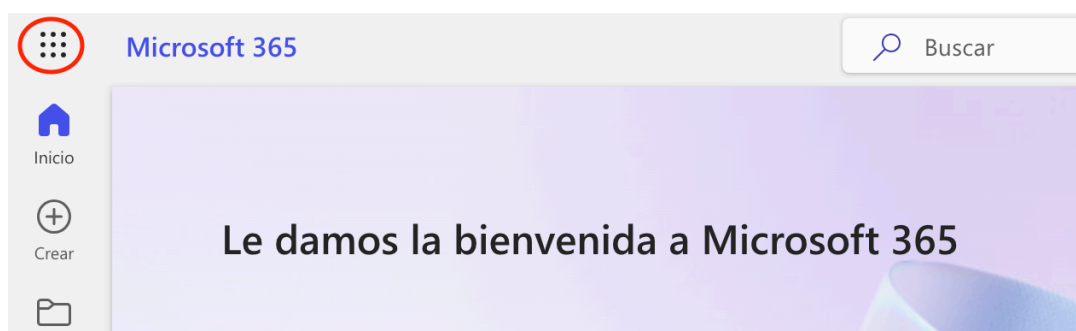 Microsoft 365
Buscar
Inicio
Crear
Le damos la bienvenida a Microsoft 365